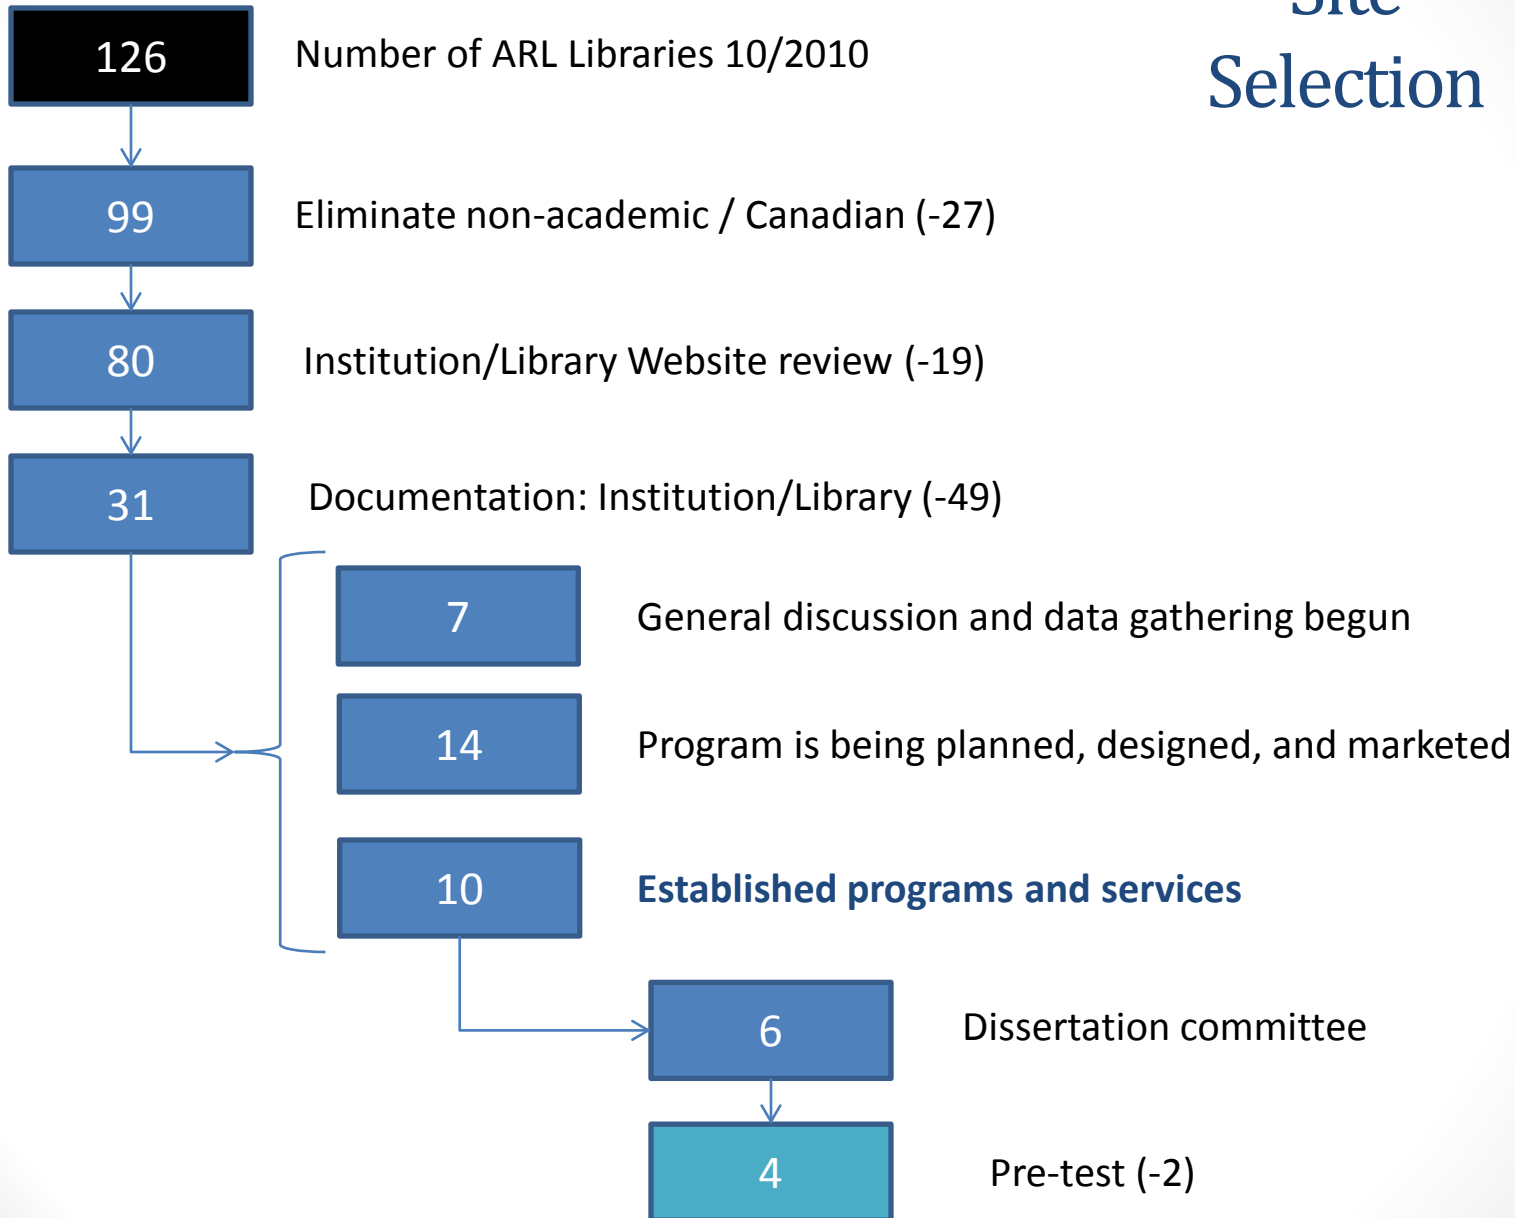 Site
Selection
126
Number of ARL Libraries 10/2010
99
Eliminate non-academic / Canadian (-27)
80
Institution/Library Website review (-19)
31
Documentation: Institution/Library (-49)
7
General discussion and data gathering begun
14
Program is being planned, designed, and marketed
10
Established programs and services
6
Dissertation committee
4
Pre-test (-2)